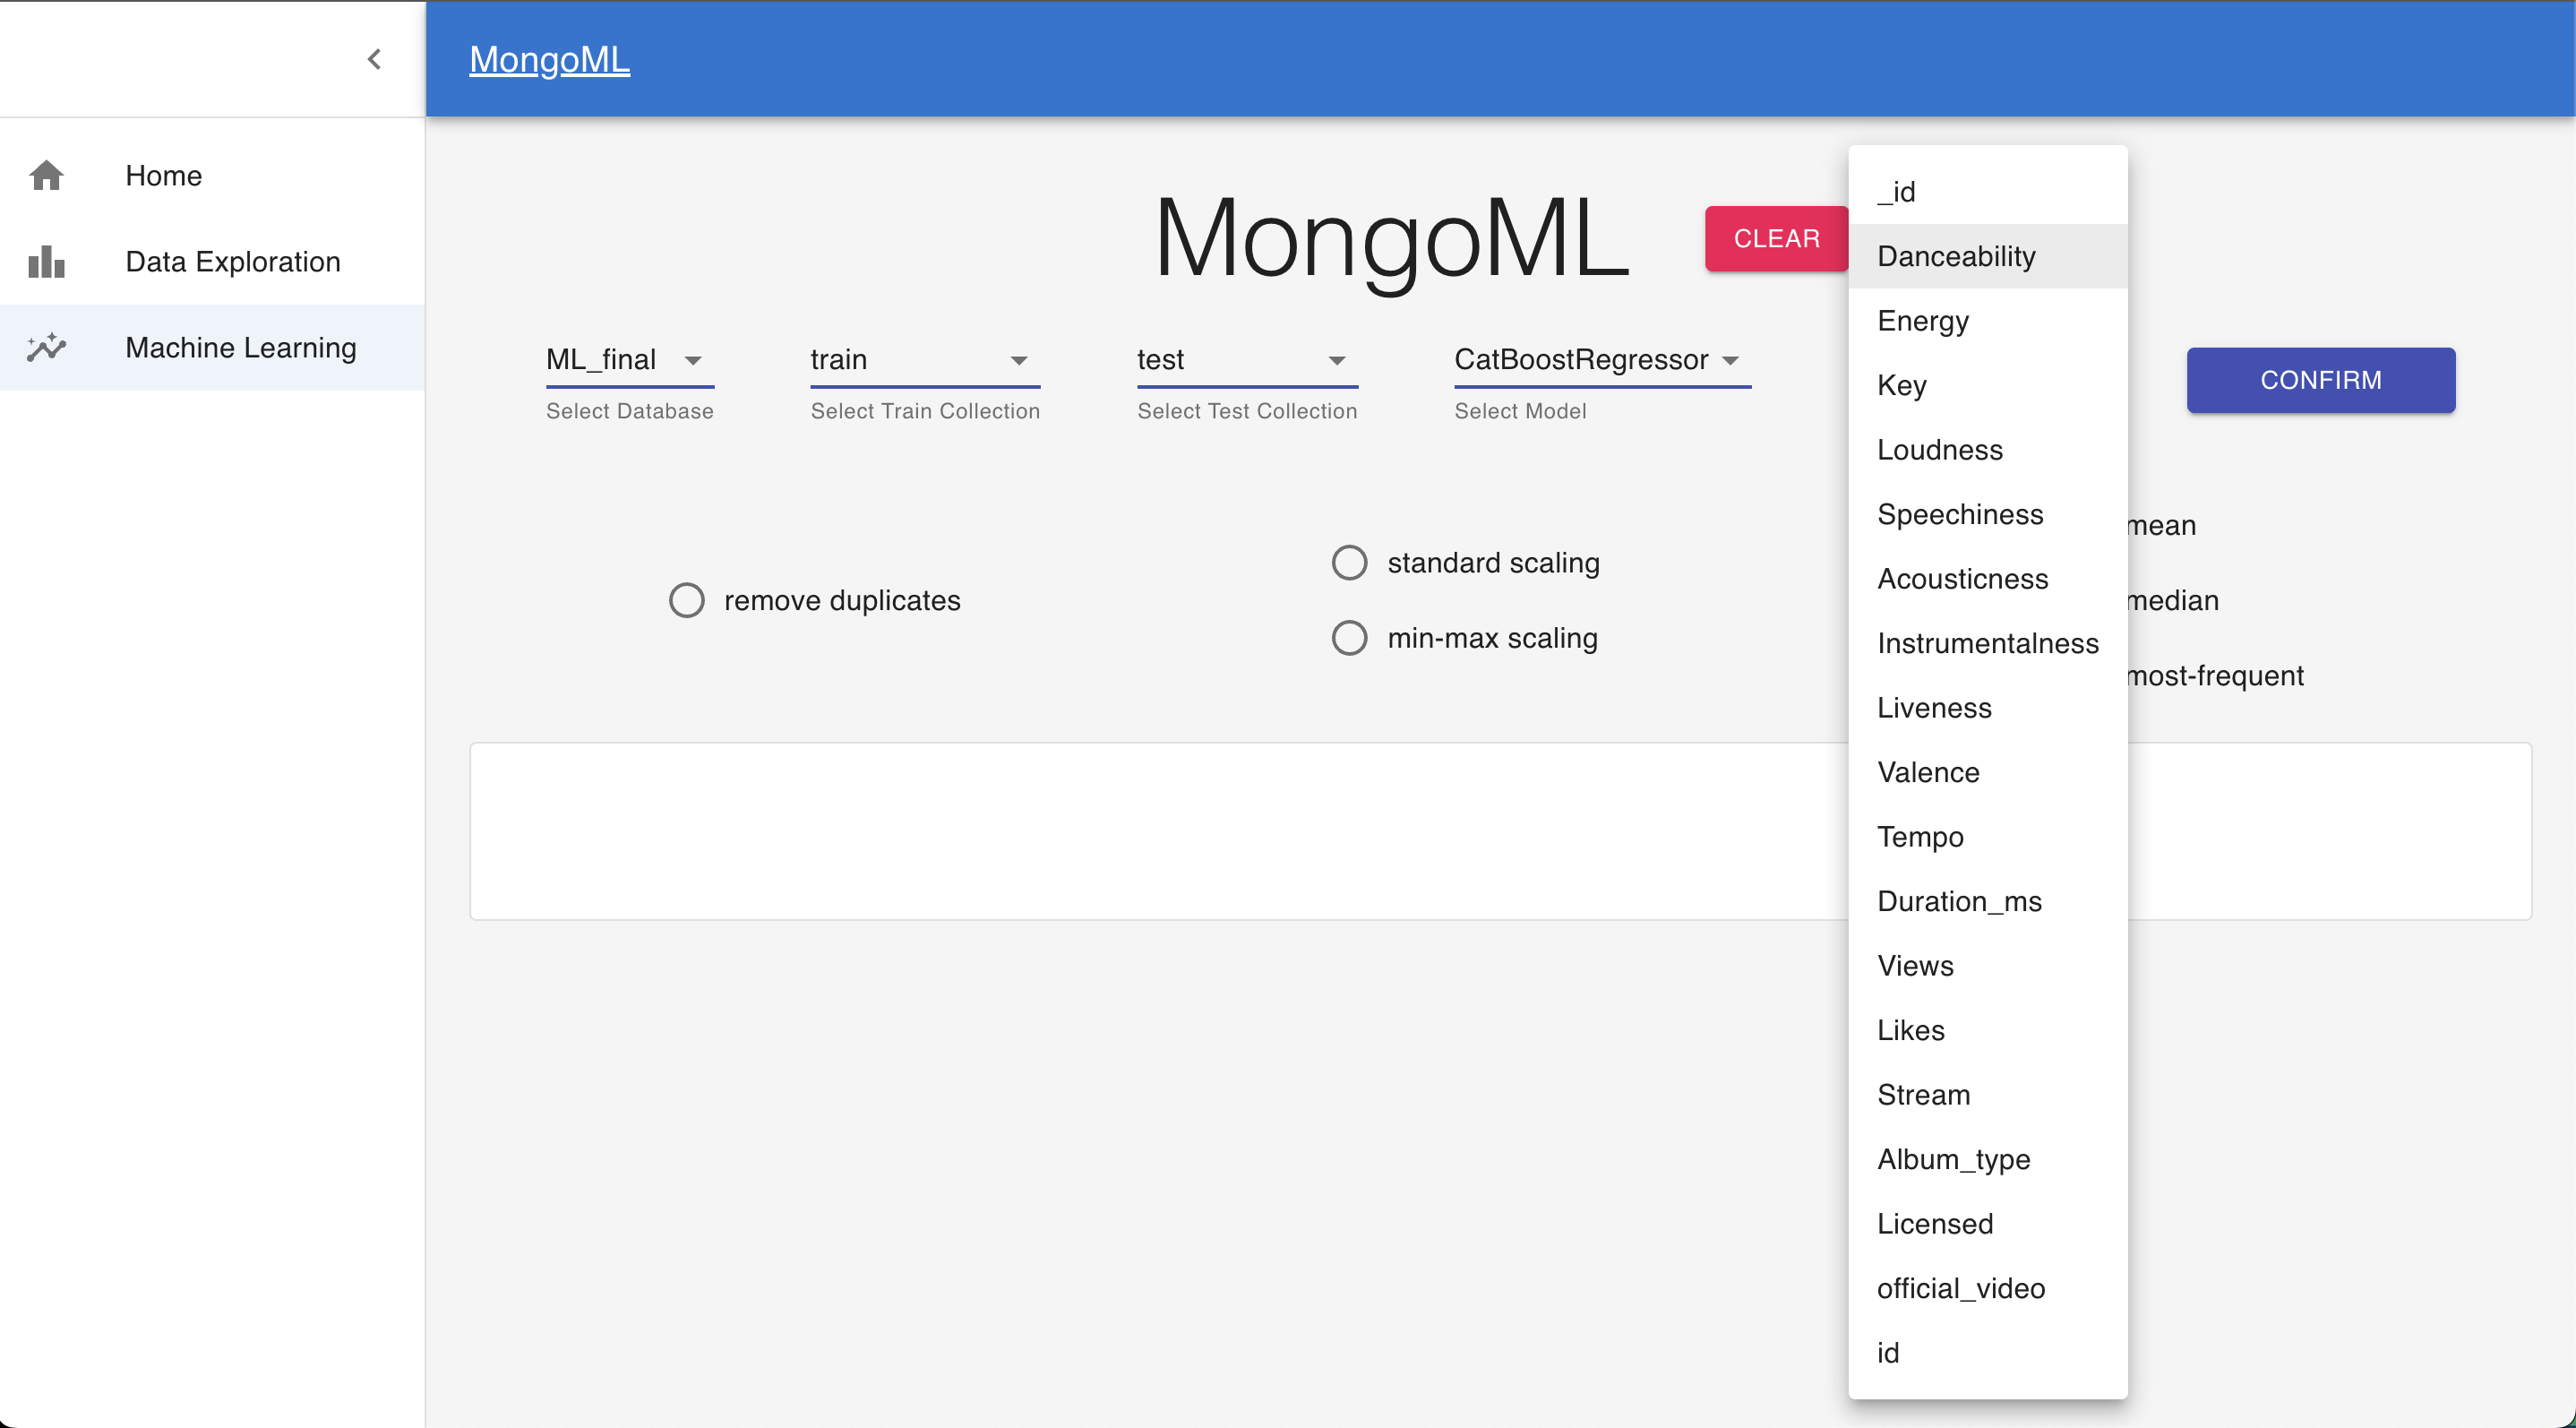 MongoML
Home
Data Exploration
Machine Learning
MongoML
CLEAR
ML_final
Select Database
train
Select Train Collection
test
Select Test Collection
CatBoostRegressor
Select Model
CONFIRM
remove duplicates
standard scaling
min-max scaling
mean
median
most-frequent
_id
Danceability
Energy
Key
Loudness
Speechiness
Acousticness
Instrumentalness
Liveness
Valence
Tempo
Duration_ms
Views
Likes
Stream
Album_type
Licensed
official_video
id